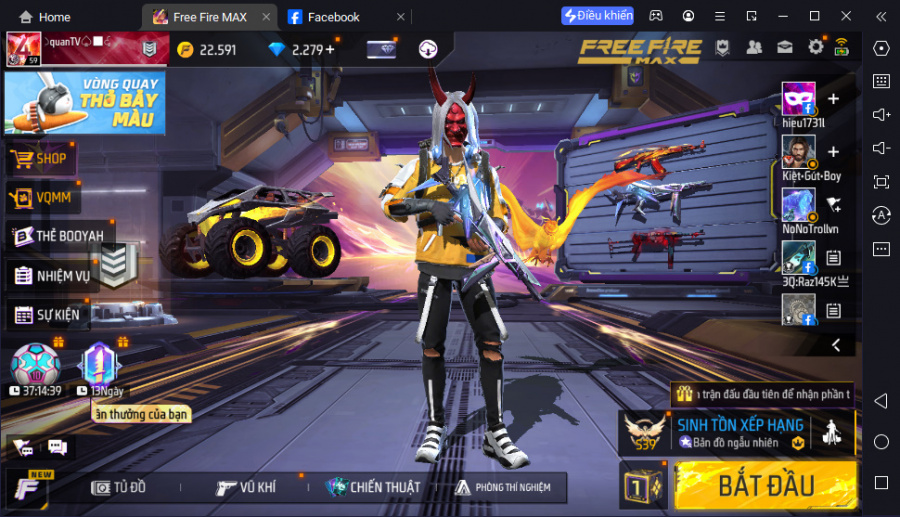 Home
Free Fire MAX
Facebook
Điều khiển
quanTV
59
22.591
2.279 +
FREE FIRE
MAX
VÒNG QUAY
THỎ BẢY
MÀU
SHOP
VQMM
THẺ BOOYAH
NHIỆM VỤ
SỰ KIỆN
37:14:39
13Ngày
ân thưởng của bạn
hieu1731l
Kiệt•Gút•Boy
NoNoTrollvn
3Q:Raz145K
n trận đấu đầu tiên để nhận phần t
SINH TỒN XẾP HẠNG
Bản đồ ngẫu nhiên
S39
NEW
TỦ ĐỒ
VŨ KHÍ
CHIẾN THUẬT
PHÒNG THÍ NGHIỆM
1
BẮT ĐẦU